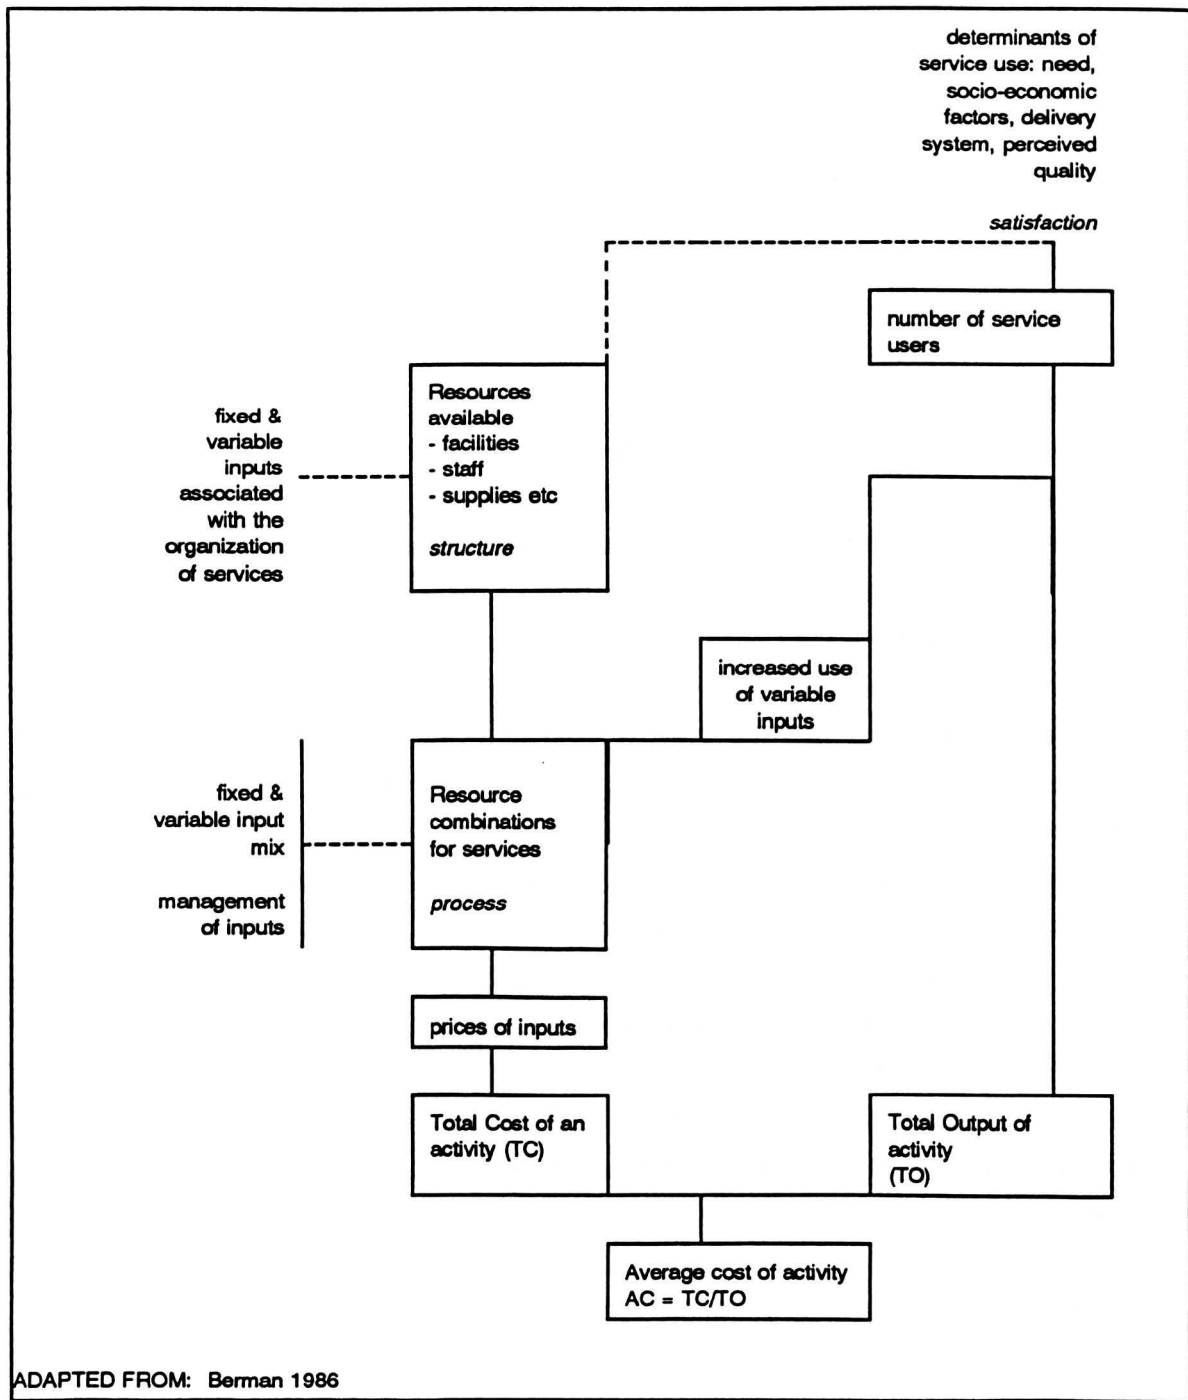 determinants of
service use: need,
socio-economic
factors, delivery
system, perceived
quality
satisfaction
number of service
users
Resources
available
- facilities
- staff
- supplies etc
structure
fixed &
variable
inputs
associated
with the
organization
of services
increased use
of variable
inputs
fixed &
variable input
mix
management
of inputs
Resource
combinations
for services
process
prices of inputs
Total Cost of an
activity (TC)
Total Output of
activity
(TO)
Average cost of activity
AC = TC/TO
ADAPTED FROM: Berman 1986